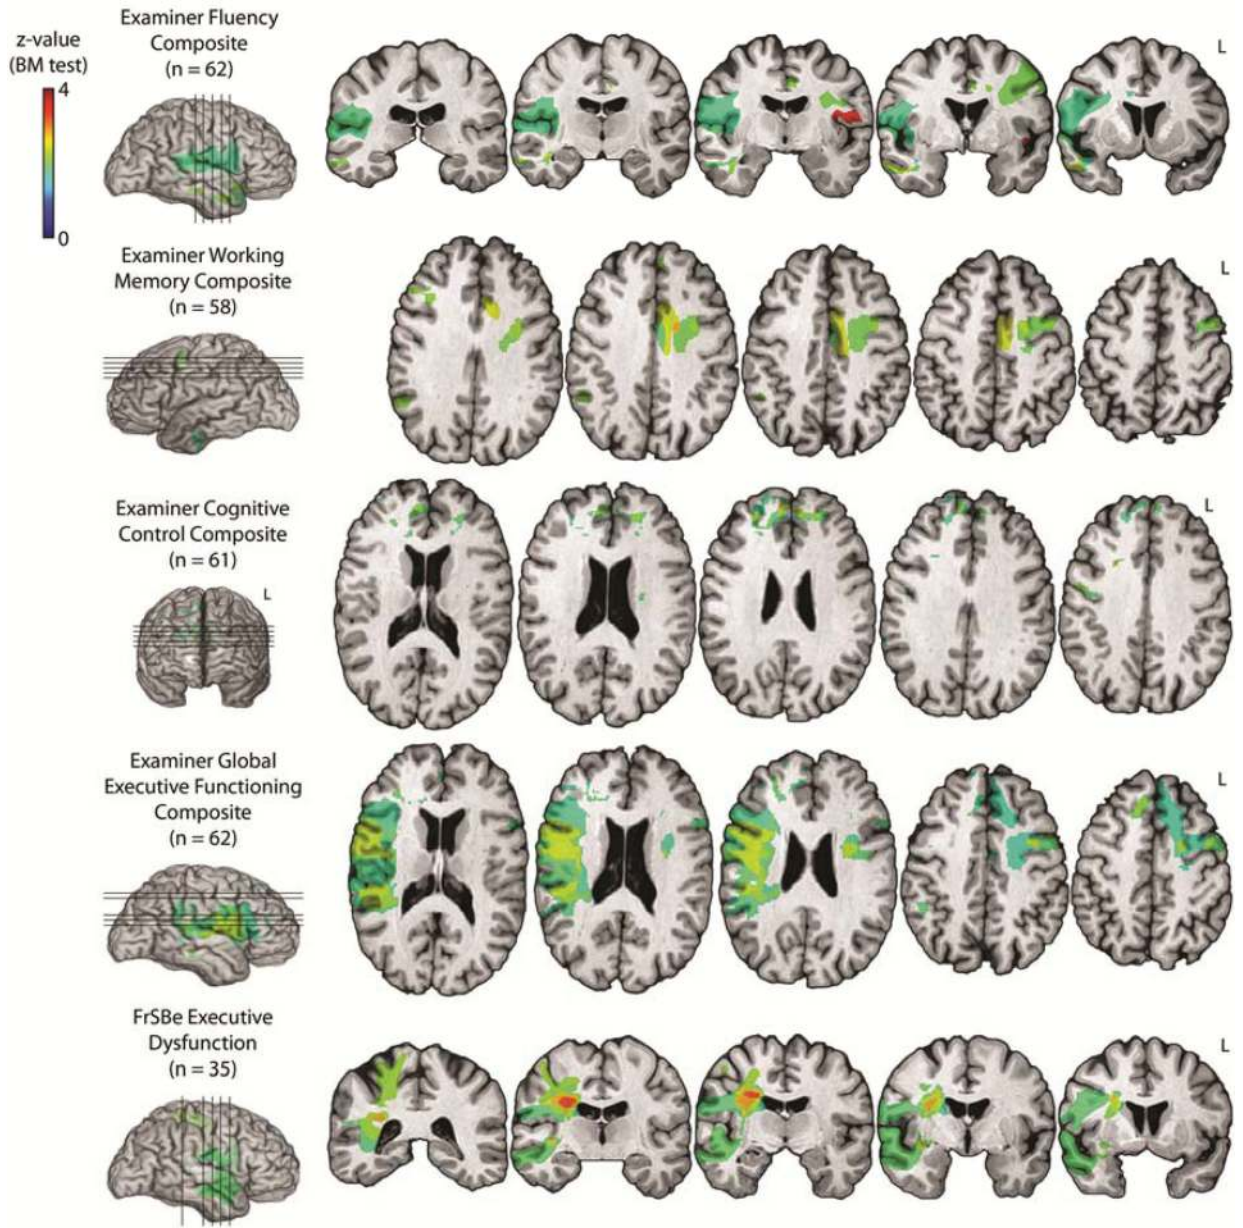 z-value
(BM test)
4
0
Examiner Fluency
Composite
(n = 62)
L
Examiner Working
Memory Composite
(n = 58)
L
Examiner Cognitive
Control Composite
(n = 61)
L
L
Examiner Global
Executive Functioning
Composite
(n = 62)
L
FrSBe Executive
Dysfunction
(n = 35)
L